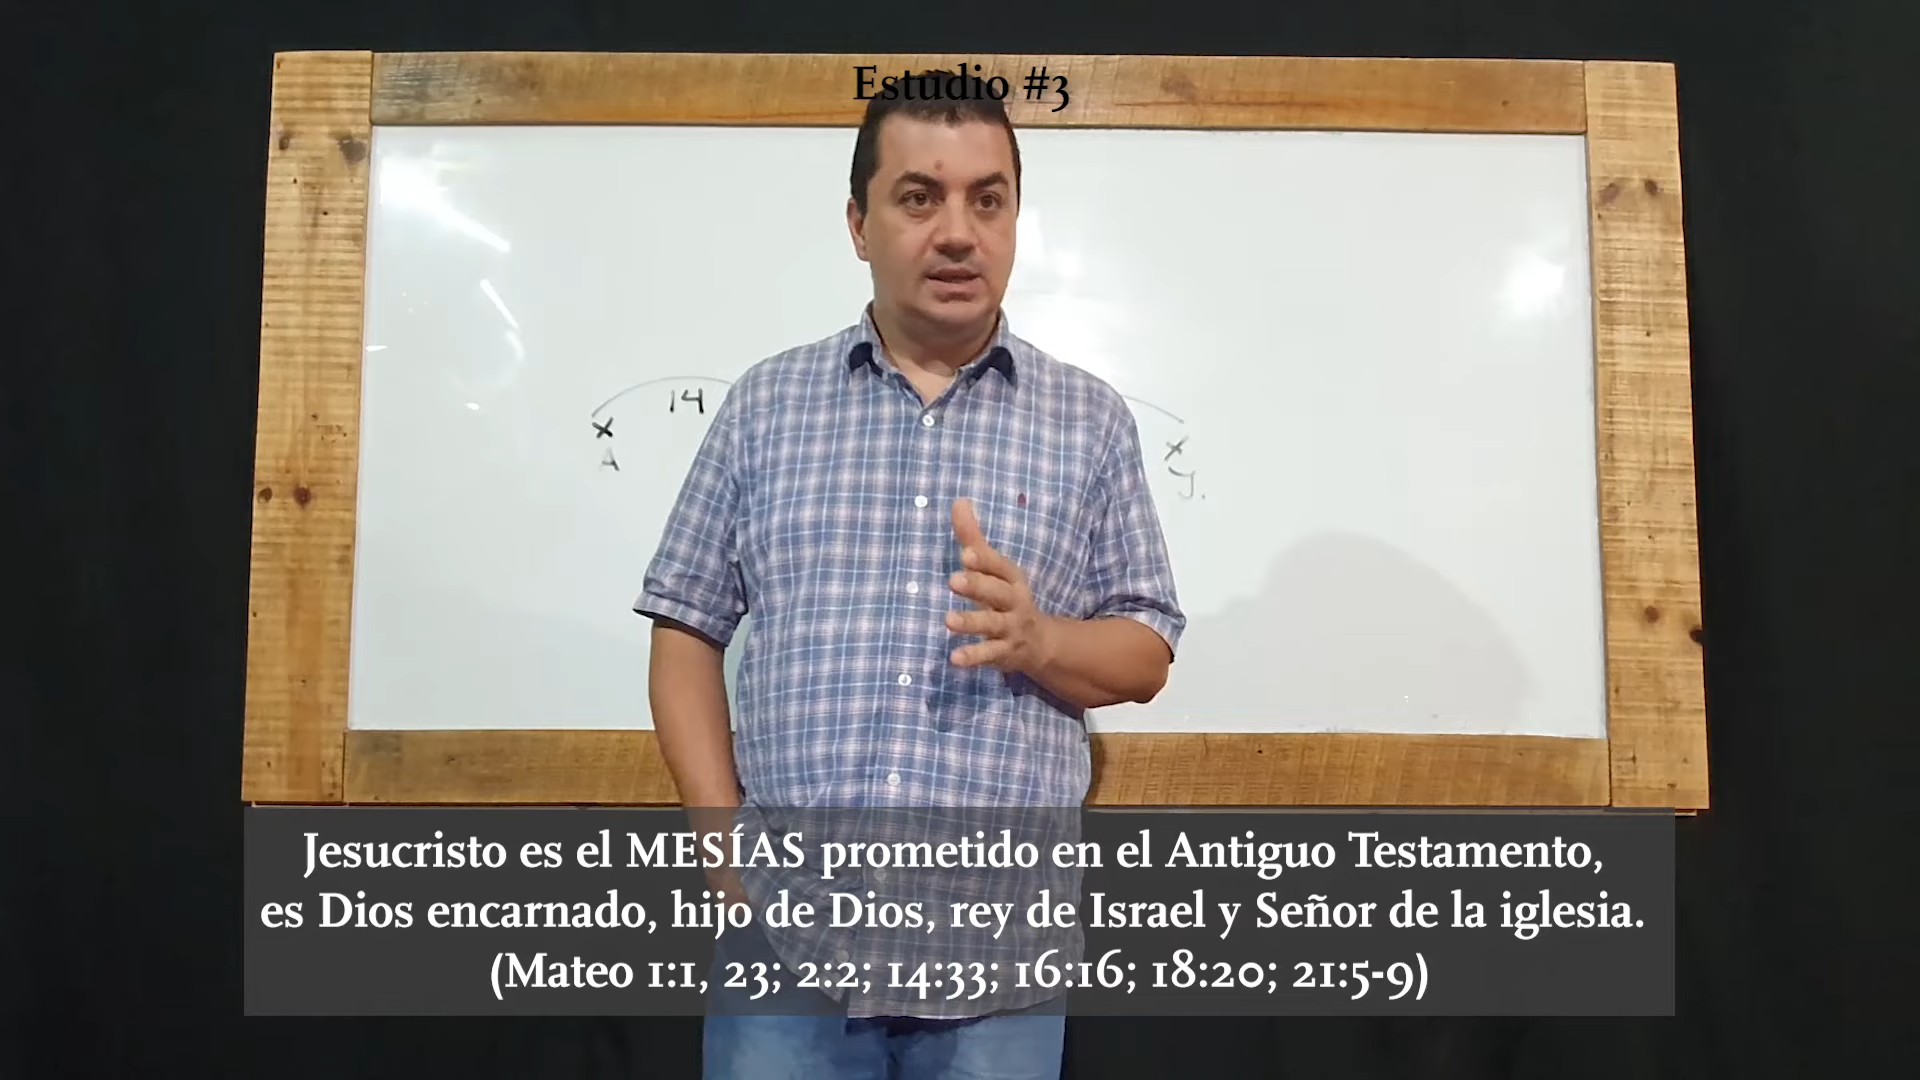 Estudio #3
14
x
x
A
J.
Jesucristo es el MESÍAS prometido en el Antiguo Testamento,
es Dios encarnado, hijo de Dios, rey de Israel y Señor de la iglesia.
(Mateo 1:1, 23; 2:2; 14:33; 16:16; 18:20; 21:5-9)